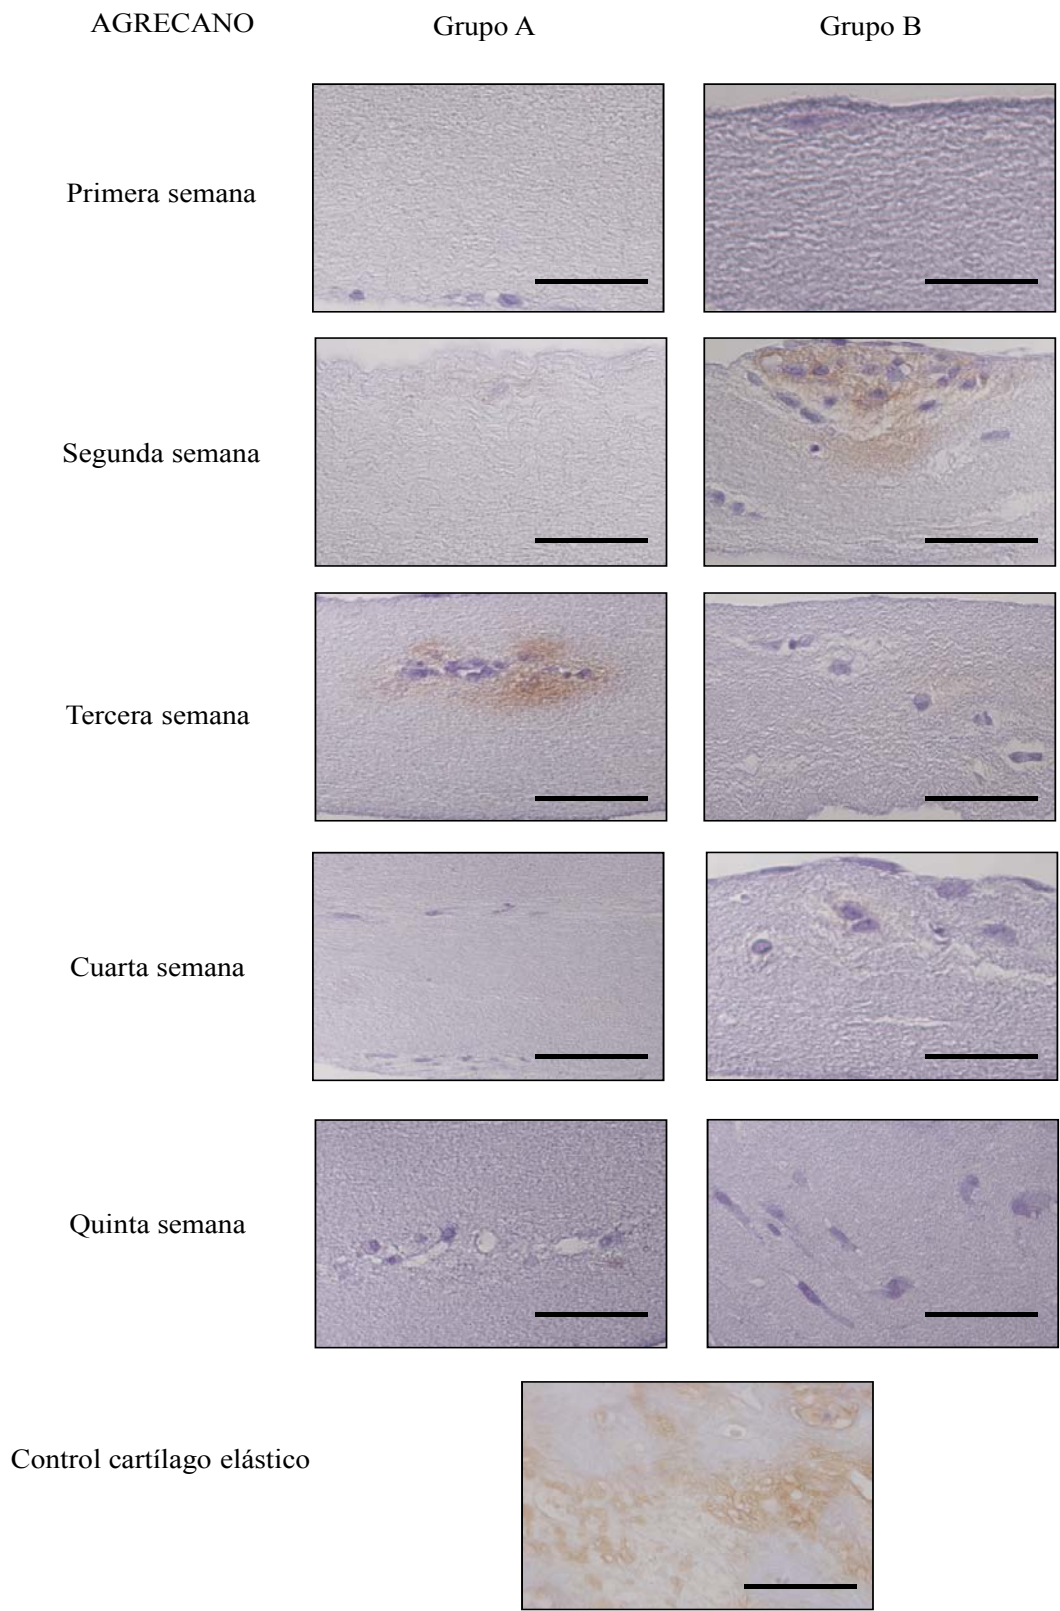 AGRECANO Grupo A Grupo B
Primera semana
Segunda semana
Tercera semana
Cuarta semana
Quinta semana
Control cartílago elástico